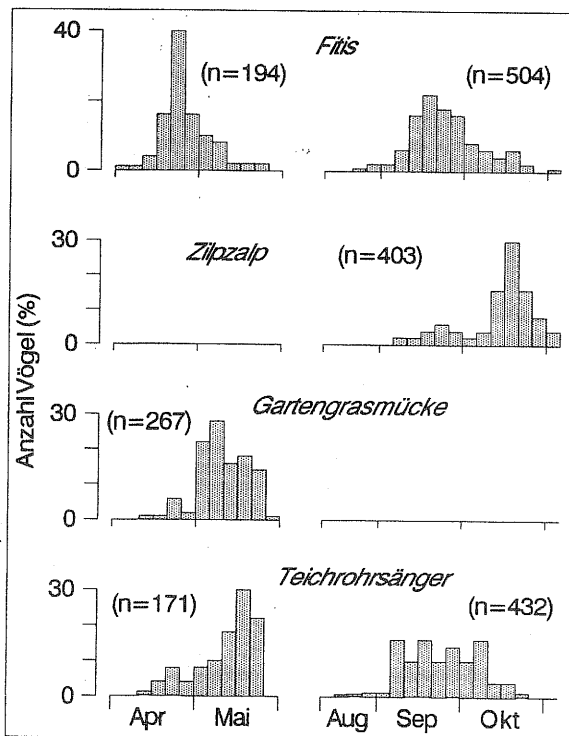 Anzahl Vögel (%)
40
0
Fitis
(n=194)
(n=504)
30
0
Zilpzalp
(n=403)
30
0
Gartengrasmücke
(n=267)
30
0
Teichrohrsänger
(n=171)
(n=432)
Apr Mai Aug Sep Okt